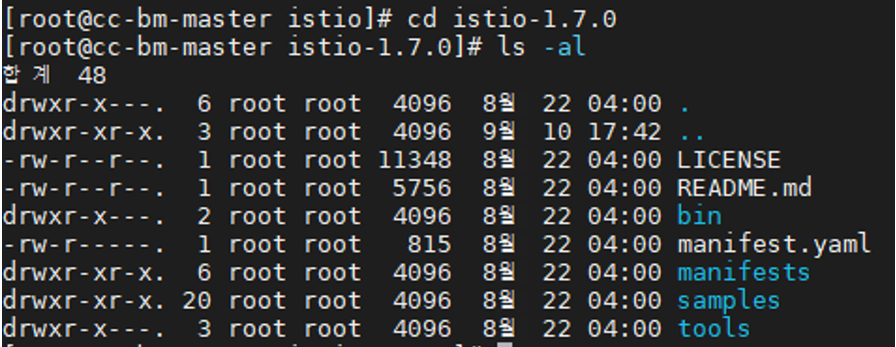 [root@cc-bm-master istio]# cd istio-1.7.0
[root@cc-bm-master istio-1.7.0]# ls -al
합계 48
drwxr-x---. 6 root root 4096 8월 22 04:00 .
drwxr-xr-x. 3 root root 4096 9월 10 17:42 ..
-rw-r--r--. 1 root root 11348 8월 22 04:00 LICENSE
-rw-r--r--. 1 root root 5756 8월 22 04:00 README.md
drwxr-x---. 2 root root 4096 8월 22 04:00 bin
-rw-r-----. 1 root root 815 8월 22 04:00 manifest.yaml
drwxr-xr-x. 6 root root 4096 8월 22 04:00 manifests
drwxr-xr-x. 20 root root 4096 8월 22 04:00 samples
drwxr-x---. 3 root root 4096 8월 22 04:00 tools